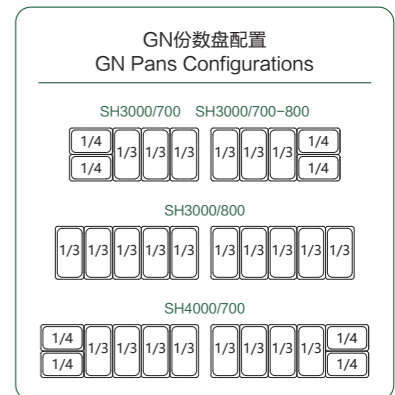 GN份数盘配置
GN Pans Configurations
SH3000/700 SH3000/700-800
1/4 1/3 1/3 1/3 1/3 1/3 1/3 1/4
1/4 1/4
SH3000/800
1/3 1/3 1/3 1/3 1/3 1/3 1/3 1/3 1/3 1/3
SH4000/700
1/4 1/3 1/3 1/3 1/3 1/3 1/3 1/3 1/3 1/4
1/4 1/4